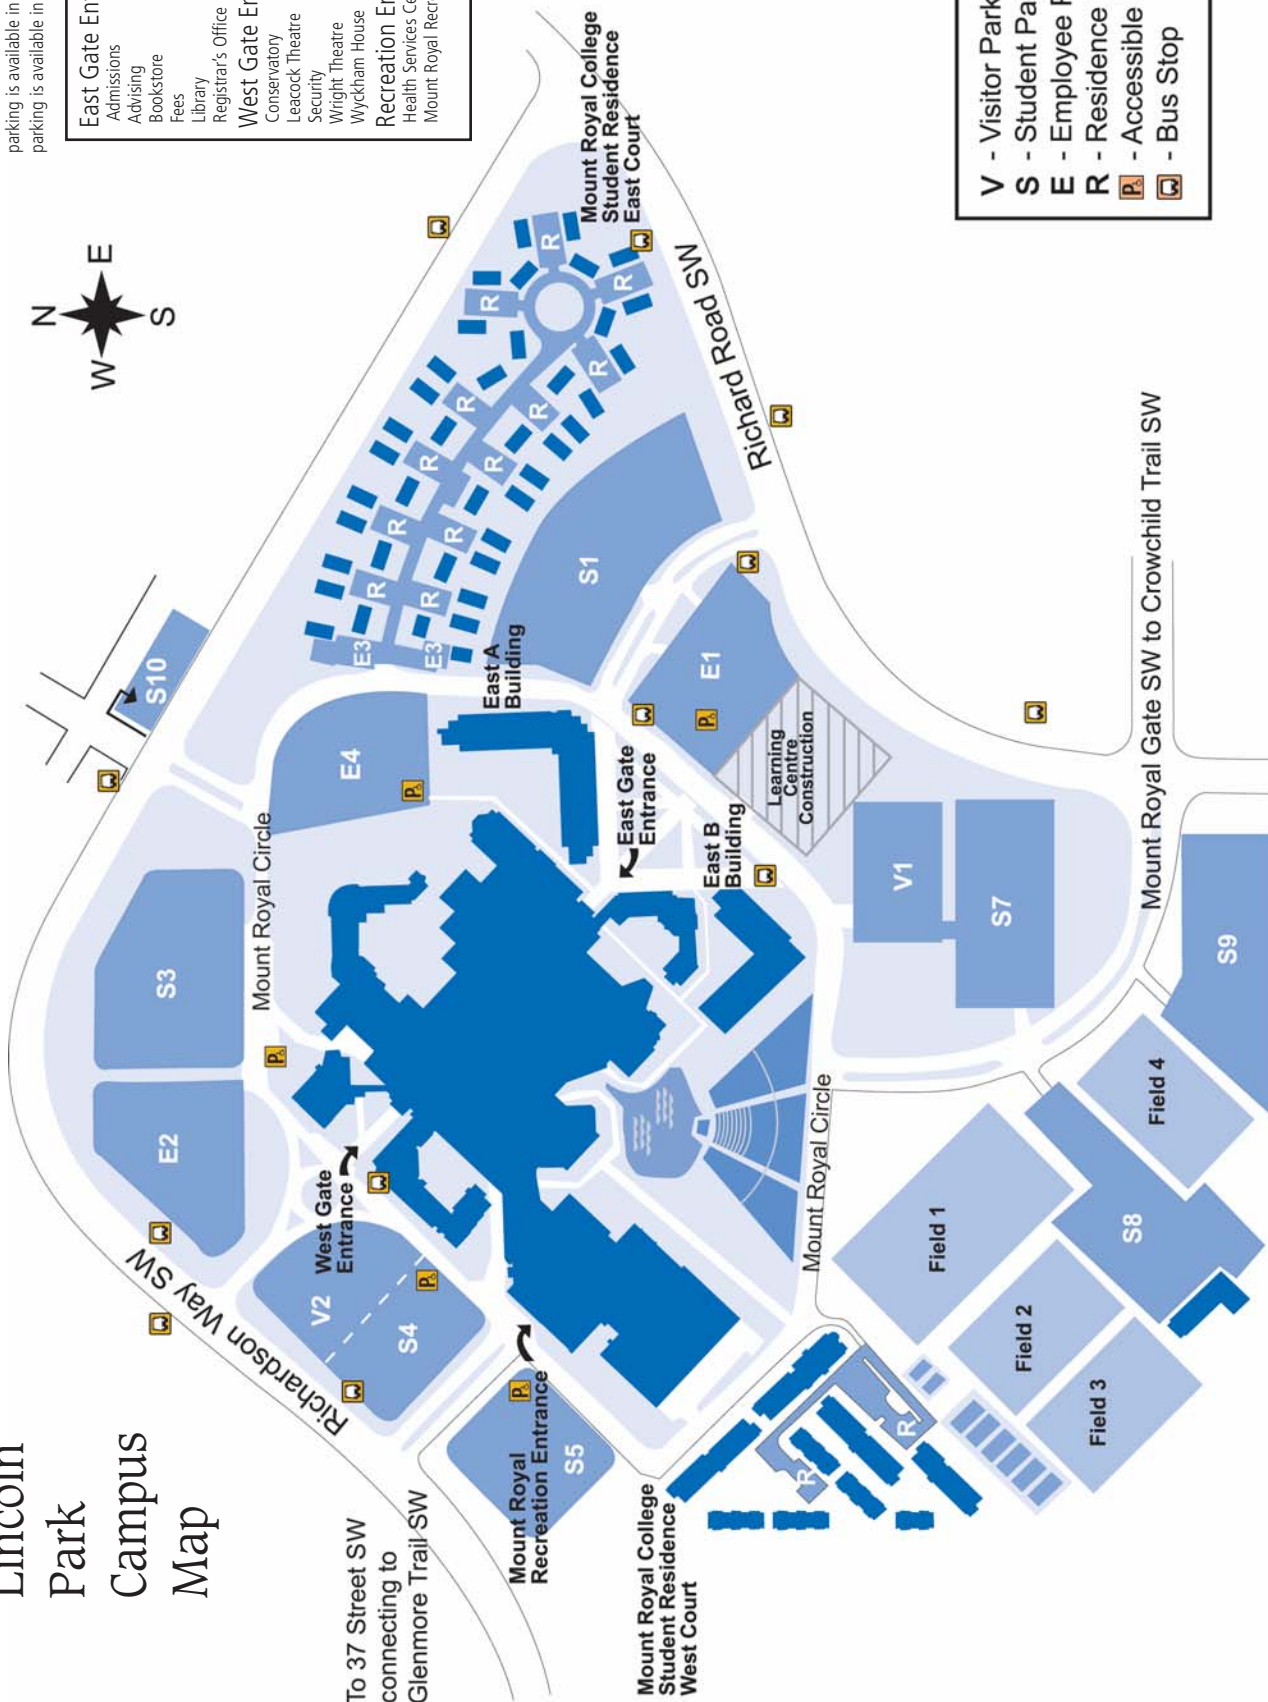 Lincoln
Park
Campus
Map
parking is available in
parking is available in
East Gate En
Admissions
Advising
Bookstore
Fees
Library
Registrar's Office
West Gate En
Conservatory
Leacock Theatre
Security
Wright Theatre
Wyckham House
Recreation En
Health Services Ce
Mount Royal Recr
N
W
E
S
S10
Mount Royal College
Student Residence
East Court
R
R
R
R
R
R
R
R
R
R
R
R
R
E3
E3
E4
S3
E2
Mount Royal Circle
East A
Building
S1
Richard Road SW
E1
East Gate
Entrance
Learning
Centre
Construction
East B
Building
V1
S7
West Gate
Entrance
Richardson Way SW
V2
S4
S5
To 37 Street SW
connecting to
Glenmore Trail SW
Mount Royal
Recreation Entrance
Mount Royal College
Student Residence
West Court
R
R
Mount Royal Circle
Field 1
Field 2
Field 3
Field 4
S8
S9
Mount Royal Gate SW to Crowchild Trail SW
V - Visitor Park
S - Student Pa
E - Employee P
R - Residence
P - Accessible
- Bus Stop